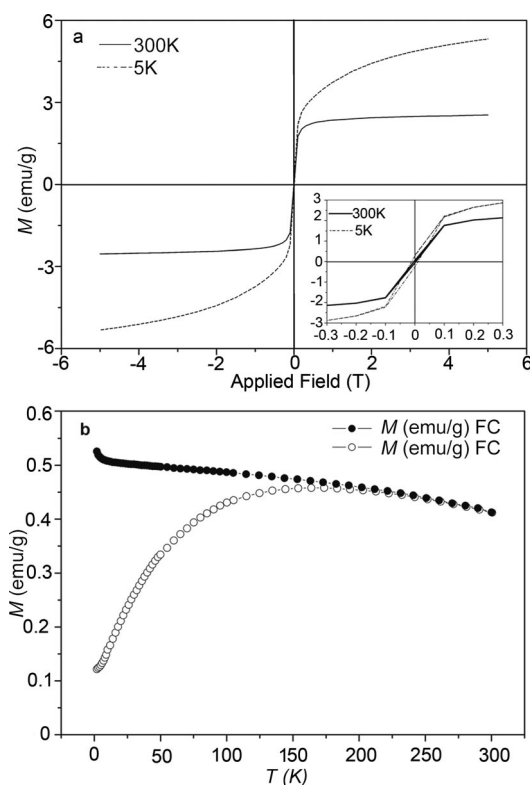 a
300K
5K
6
3
0
-3
-6
M (emu/g)
-6 -4 -2 0 2 4 6
Applied Field (T)
300K
5K
3
2
1
0
-1
-2
-3
-0.3 -0.2 -0.1 0 0.1 0.2 0.3
b
M (emu/g) FC
M (emu/g) FC
0.6
0.5
0.4
0.3
0.2
0.1
0
M (emu/g)
0 50 100 150 200 250 300
T (K)